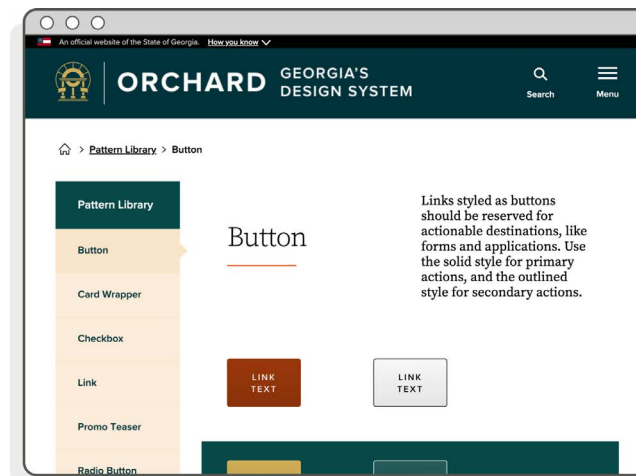 An official website of the State of Georgia. How you know
ORCHARD
GEORGIA'S
DESIGN SYSTEM
Search
Menu
> Pattern Library > Button
Pattern Library
Button
Card Wrapper
Checkbox
Link
Promo Teaser
Radio Button
Button
Links styled as buttons
should be reserved for
actionable destinations, like
forms and applications. Use
the solid style for primary
actions, and the outlined
style for secondary actions.
LINK
TEXT
LINK
TEXT